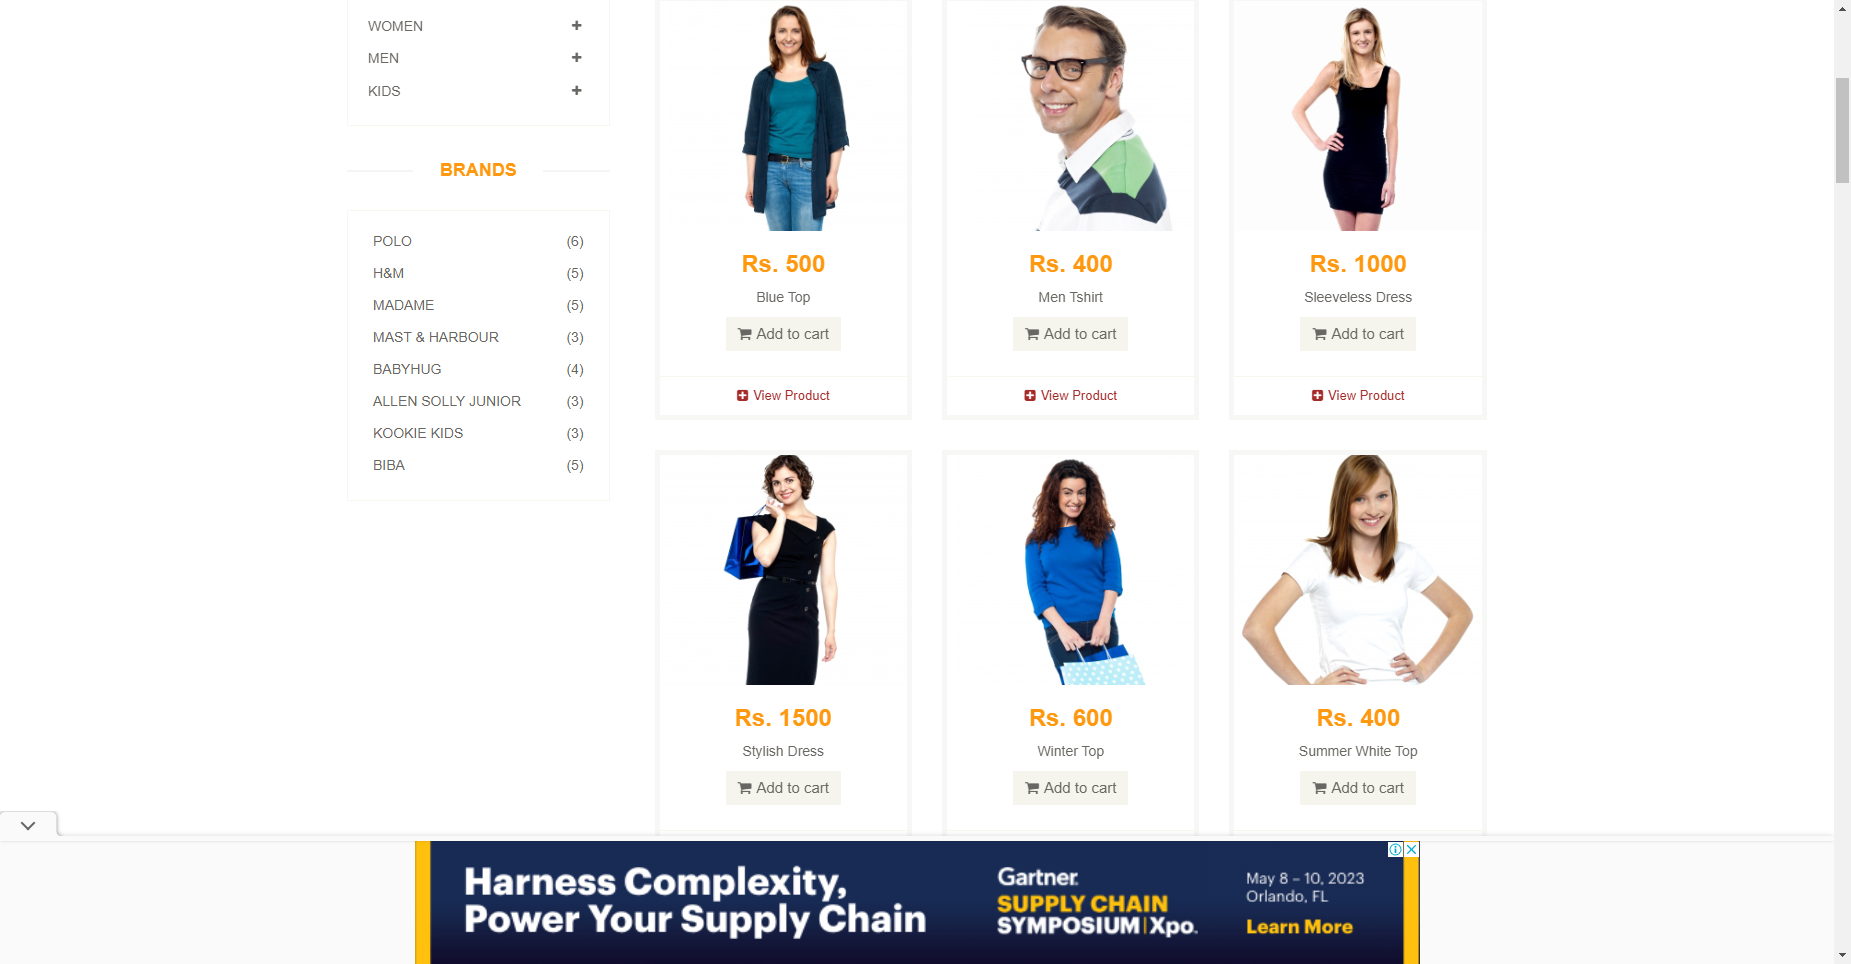 WOMEN
MEN
KIDS
BRANDS
POLO (6)
H&M (5)
MADAME (5)
MAST & HARBOUR (3)
BABYHUG (4)
ALLEN SOLLY JUNIOR (3)
KOOKIE KIDS (3)
BIBA (5)
Rs. 500
Blue Top
Add to cart
View Product
Rs. 400
Men Tshirt
Add to cart
View Product
Rs. 1000
Sleeveless Dress
Add to cart
View Product
Rs. 1500
Stylish Dress
Add to cart
Rs. 600
Winter Top
Add to cart
Rs. 400
Summer White Top
Add to cart
Harness Complexity,
Power Your Supply Chain
Gartner
SUPPLY CHAIN
SYMPOSIUM | Xpo.
May 8 – 10, 2023
Orlando, FL
Learn More